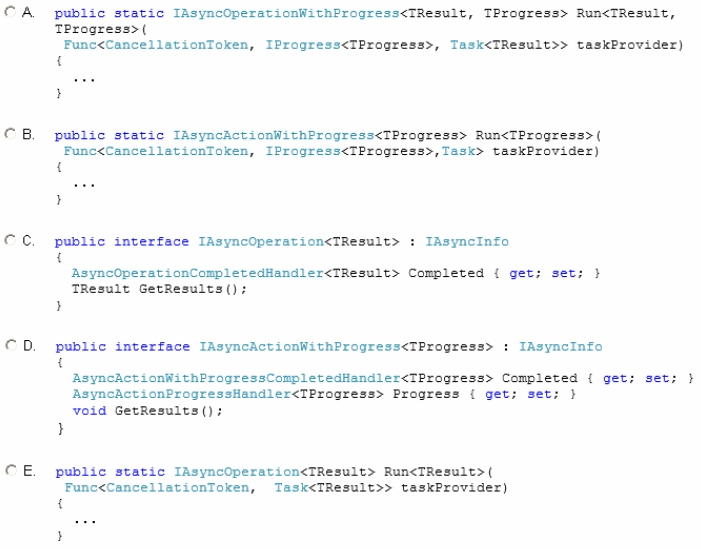 A. public static IAsyncOperationWithProgress<TResult, TProgress> Run<TResult,
TProgress>(
Func<CancellationToken, IProgress<TProgress>, Task<TResult>> taskProvider)
{
...
}
B. public static IAsyncActionWithProgress<TProgress> Run<TProgress>(
Func<CancellationToken, IProgress<TProgress>,Task> taskProvider)
{
...
}
C. public interface IAsyncOperation<TResult> : IAsyncInfo
{
AsyncOperationCompletedHandler<TResult> Completed { get; set; }
TResult GetResults();
}
D. public interface IAsyncActionWithProgress<TProgress> : IAsyncInfo
{
AsyncActionWithProgressCompletedHandler<TProgress> Completed { get; set; }
AsyncActionProgressHandler<TProgress> Progress { get; set; }
void GetResults();
}
E. public static IAsyncOperation<TResult> Run<TResult>(
Func<CancellationToken, Task<TResult>> taskProvider)
{
...
}